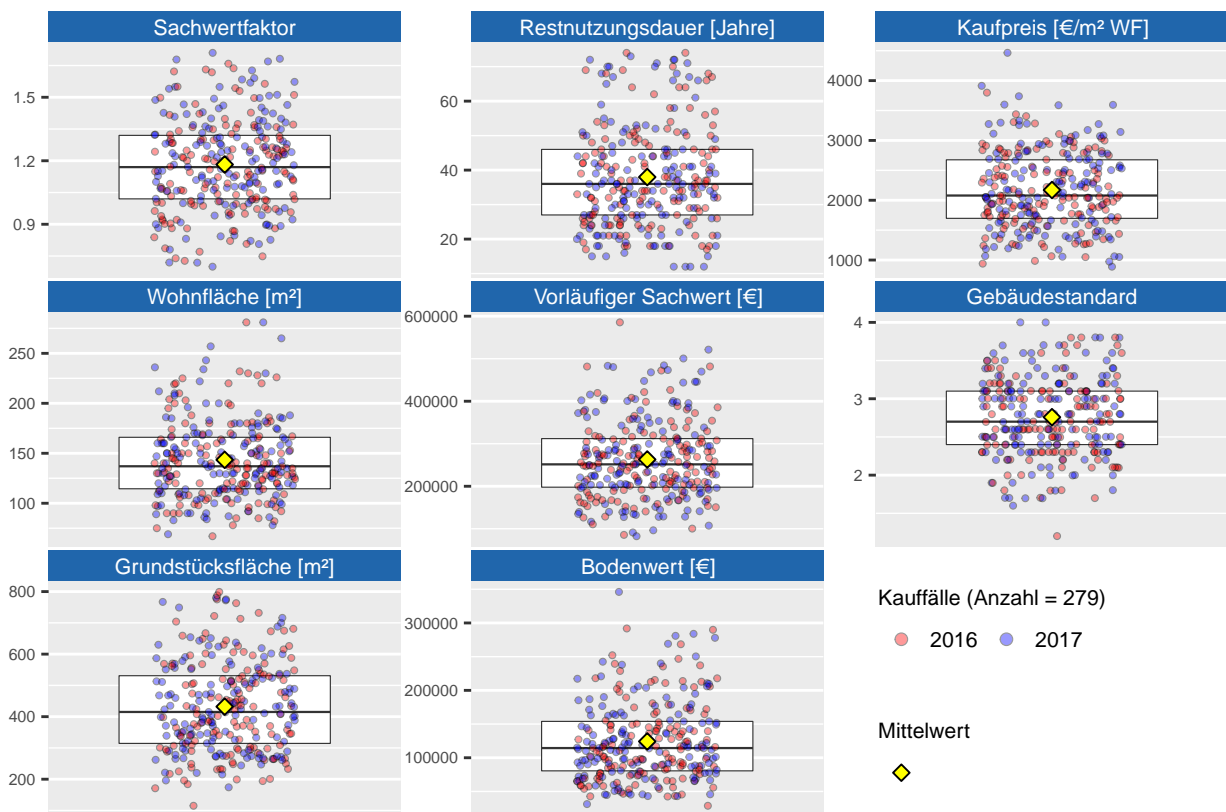 Sachwertfaktor
1.5
1.2
0.9
Restnutzungsdauer [Jahre]
60
40
20
Kaufpreis [€/m² WF]
4000
3000
2000
1000
Wohnfläche [m²]
250
200
150
100
Vorläufiger Sachwert [€]
600000
400000
200000
Gebäudestandard
4
3
2
Grundstücksfläche [m²]
800
600
400
200
Bodenwert [€]
300000
200000
100000
Kauffälle (Anzahl = 279)
2016 2017
Mittelwert